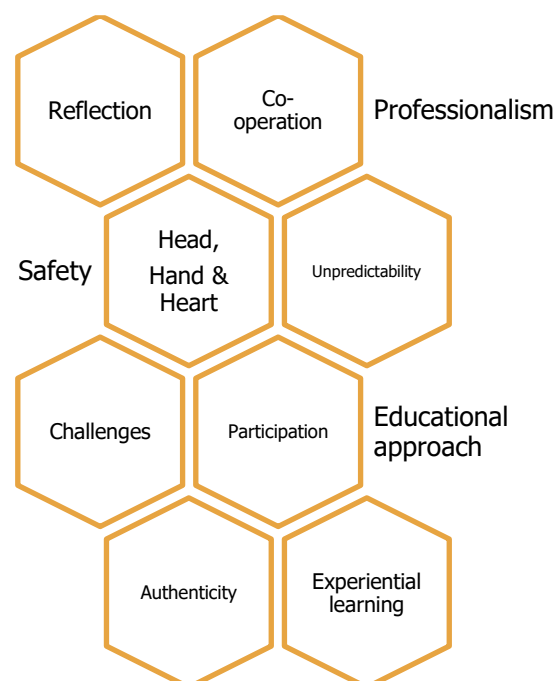 Reflection
Co-
operation
Professionalism
Safety
Head,
Hand &
Heart
Unpredictability
Challenges
Participation
Educational
approach
Authenticity
Experiential
learning